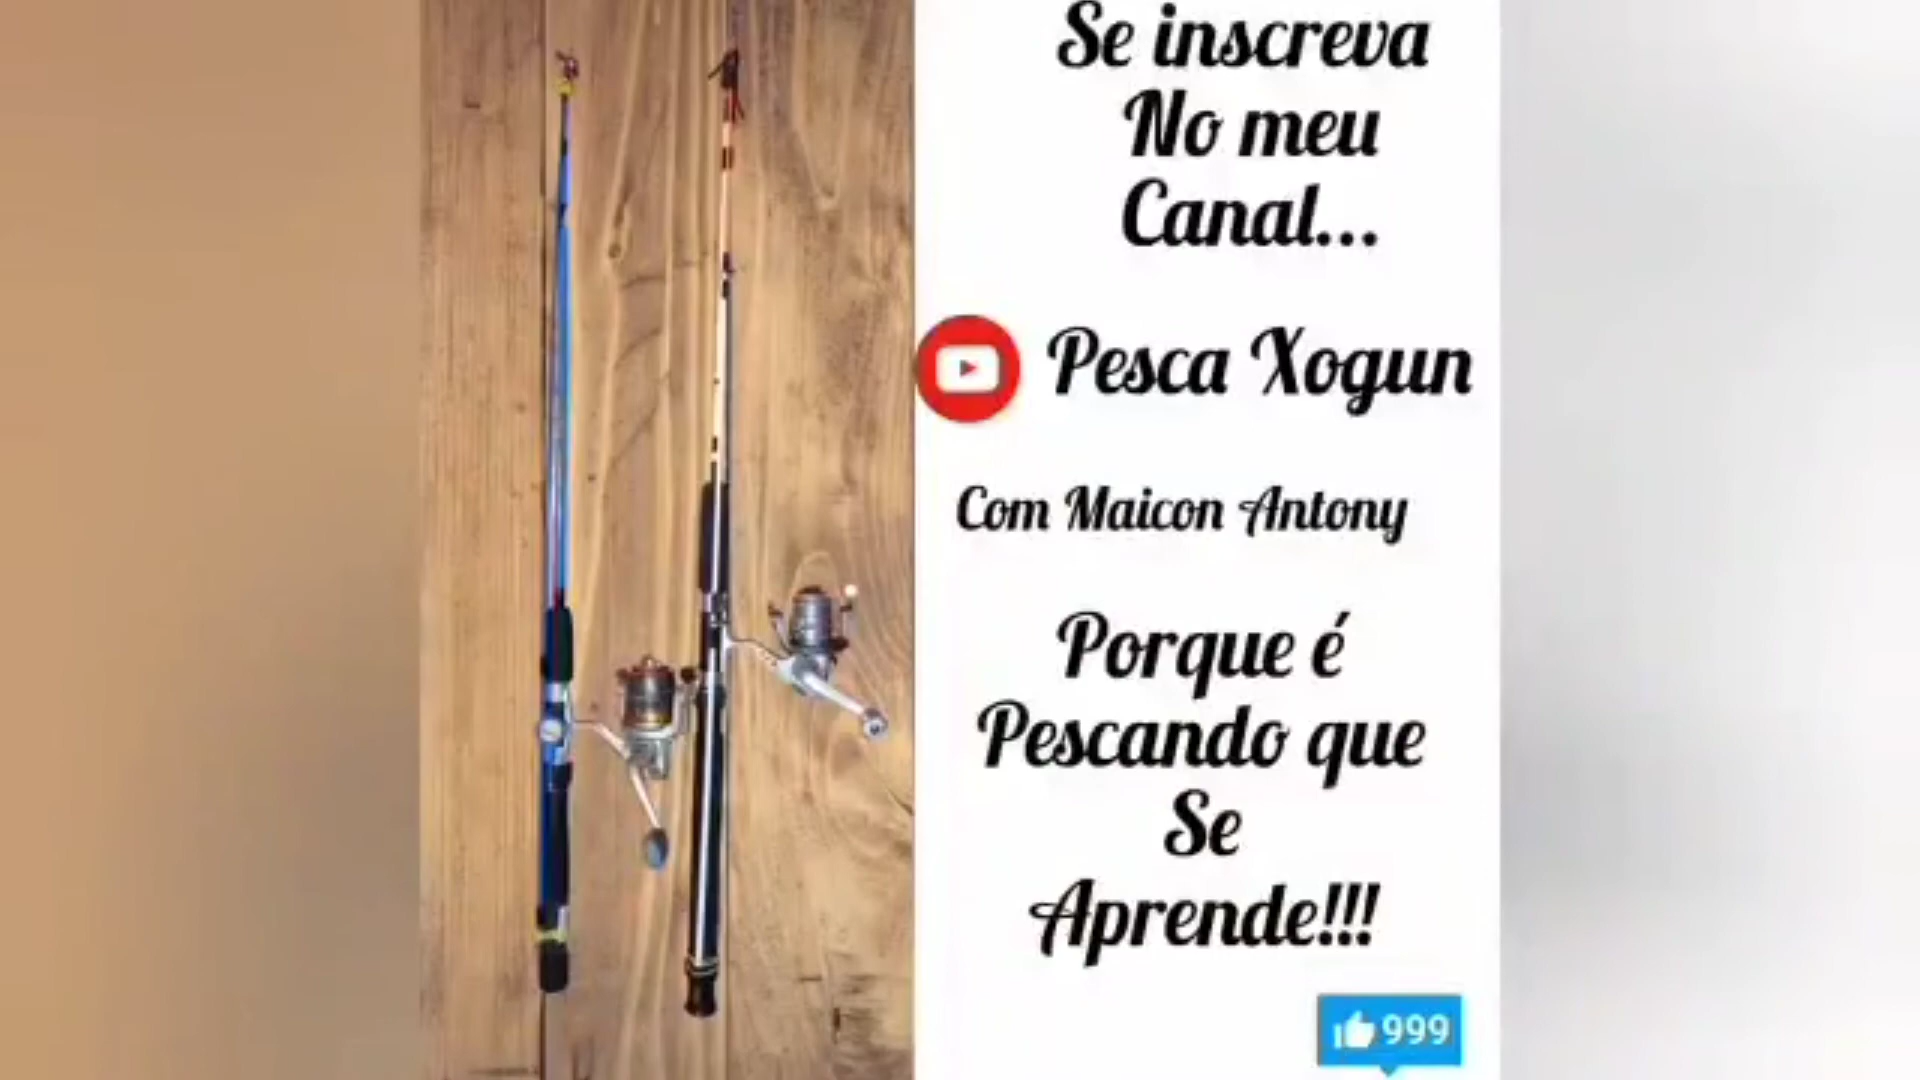 Se inscreva
No meu
Canal...
Pesca Xogun
Com Maicon Antony
Porque é
Pescando que
Se
Aprende!!!
999